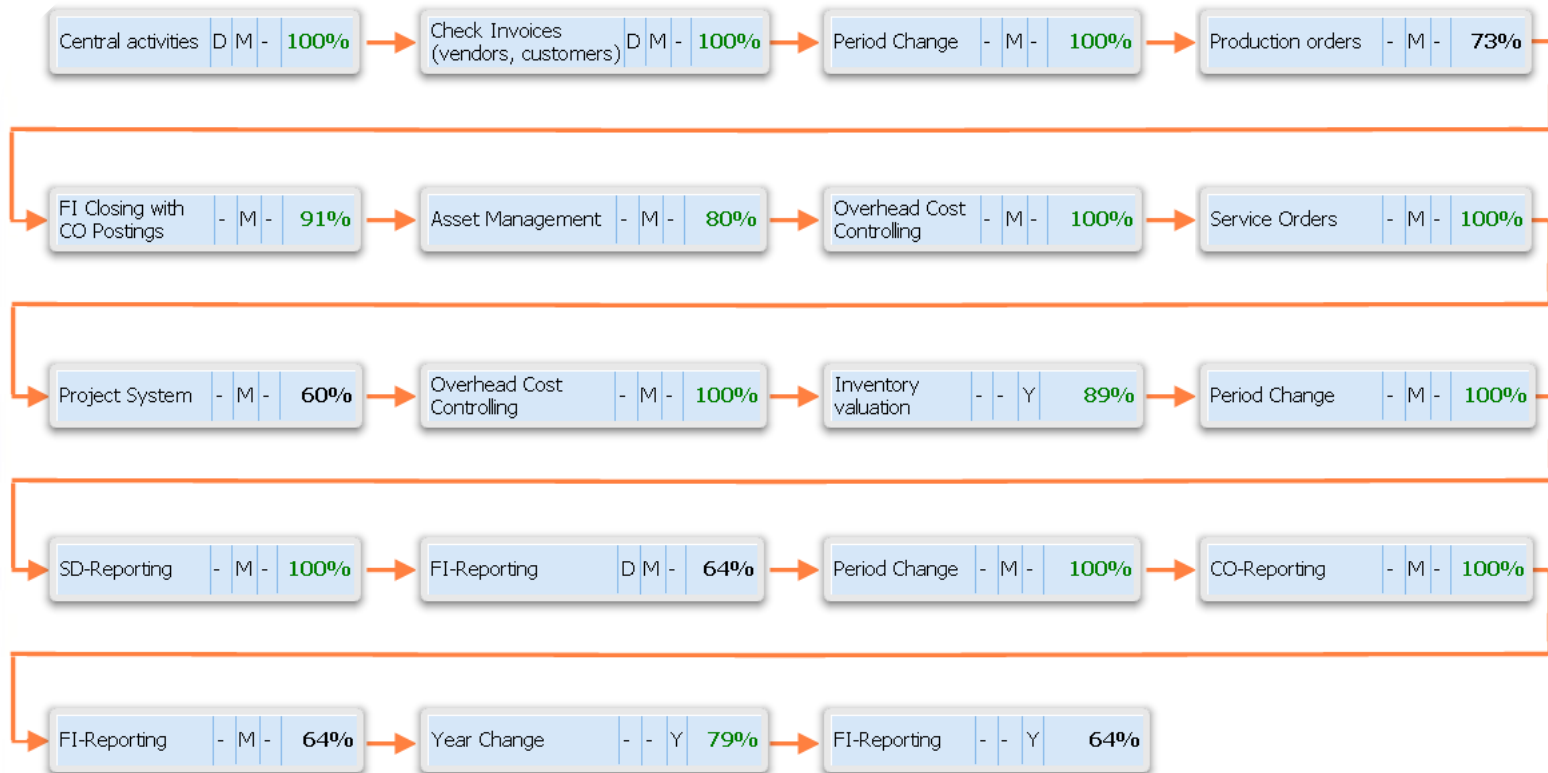 Central activities D M - 100%
Check Invoices
(vendors, customers) D M - 100%
Period Change - M - 100%
Production orders - M - 73%
FI Closing with
CO Postings - M - 91%
Asset Management - M - 80%
Overhead Cost
Controlling - M - 100%
Service Orders - M - 100%
Project System - M - 60%
Overhead Cost
Controlling - M - 100%
Inventory
valuation - - Y 89%
Period Change - M - 100%
SD-Reporting - M - 100%
FI-Reporting D M - 64%
Period Change - M - 100%
CO-Reporting - M - 100%
FI-Reporting - M - 64%
Year Change - - Y 79%
FI-Reporting - - Y 64%